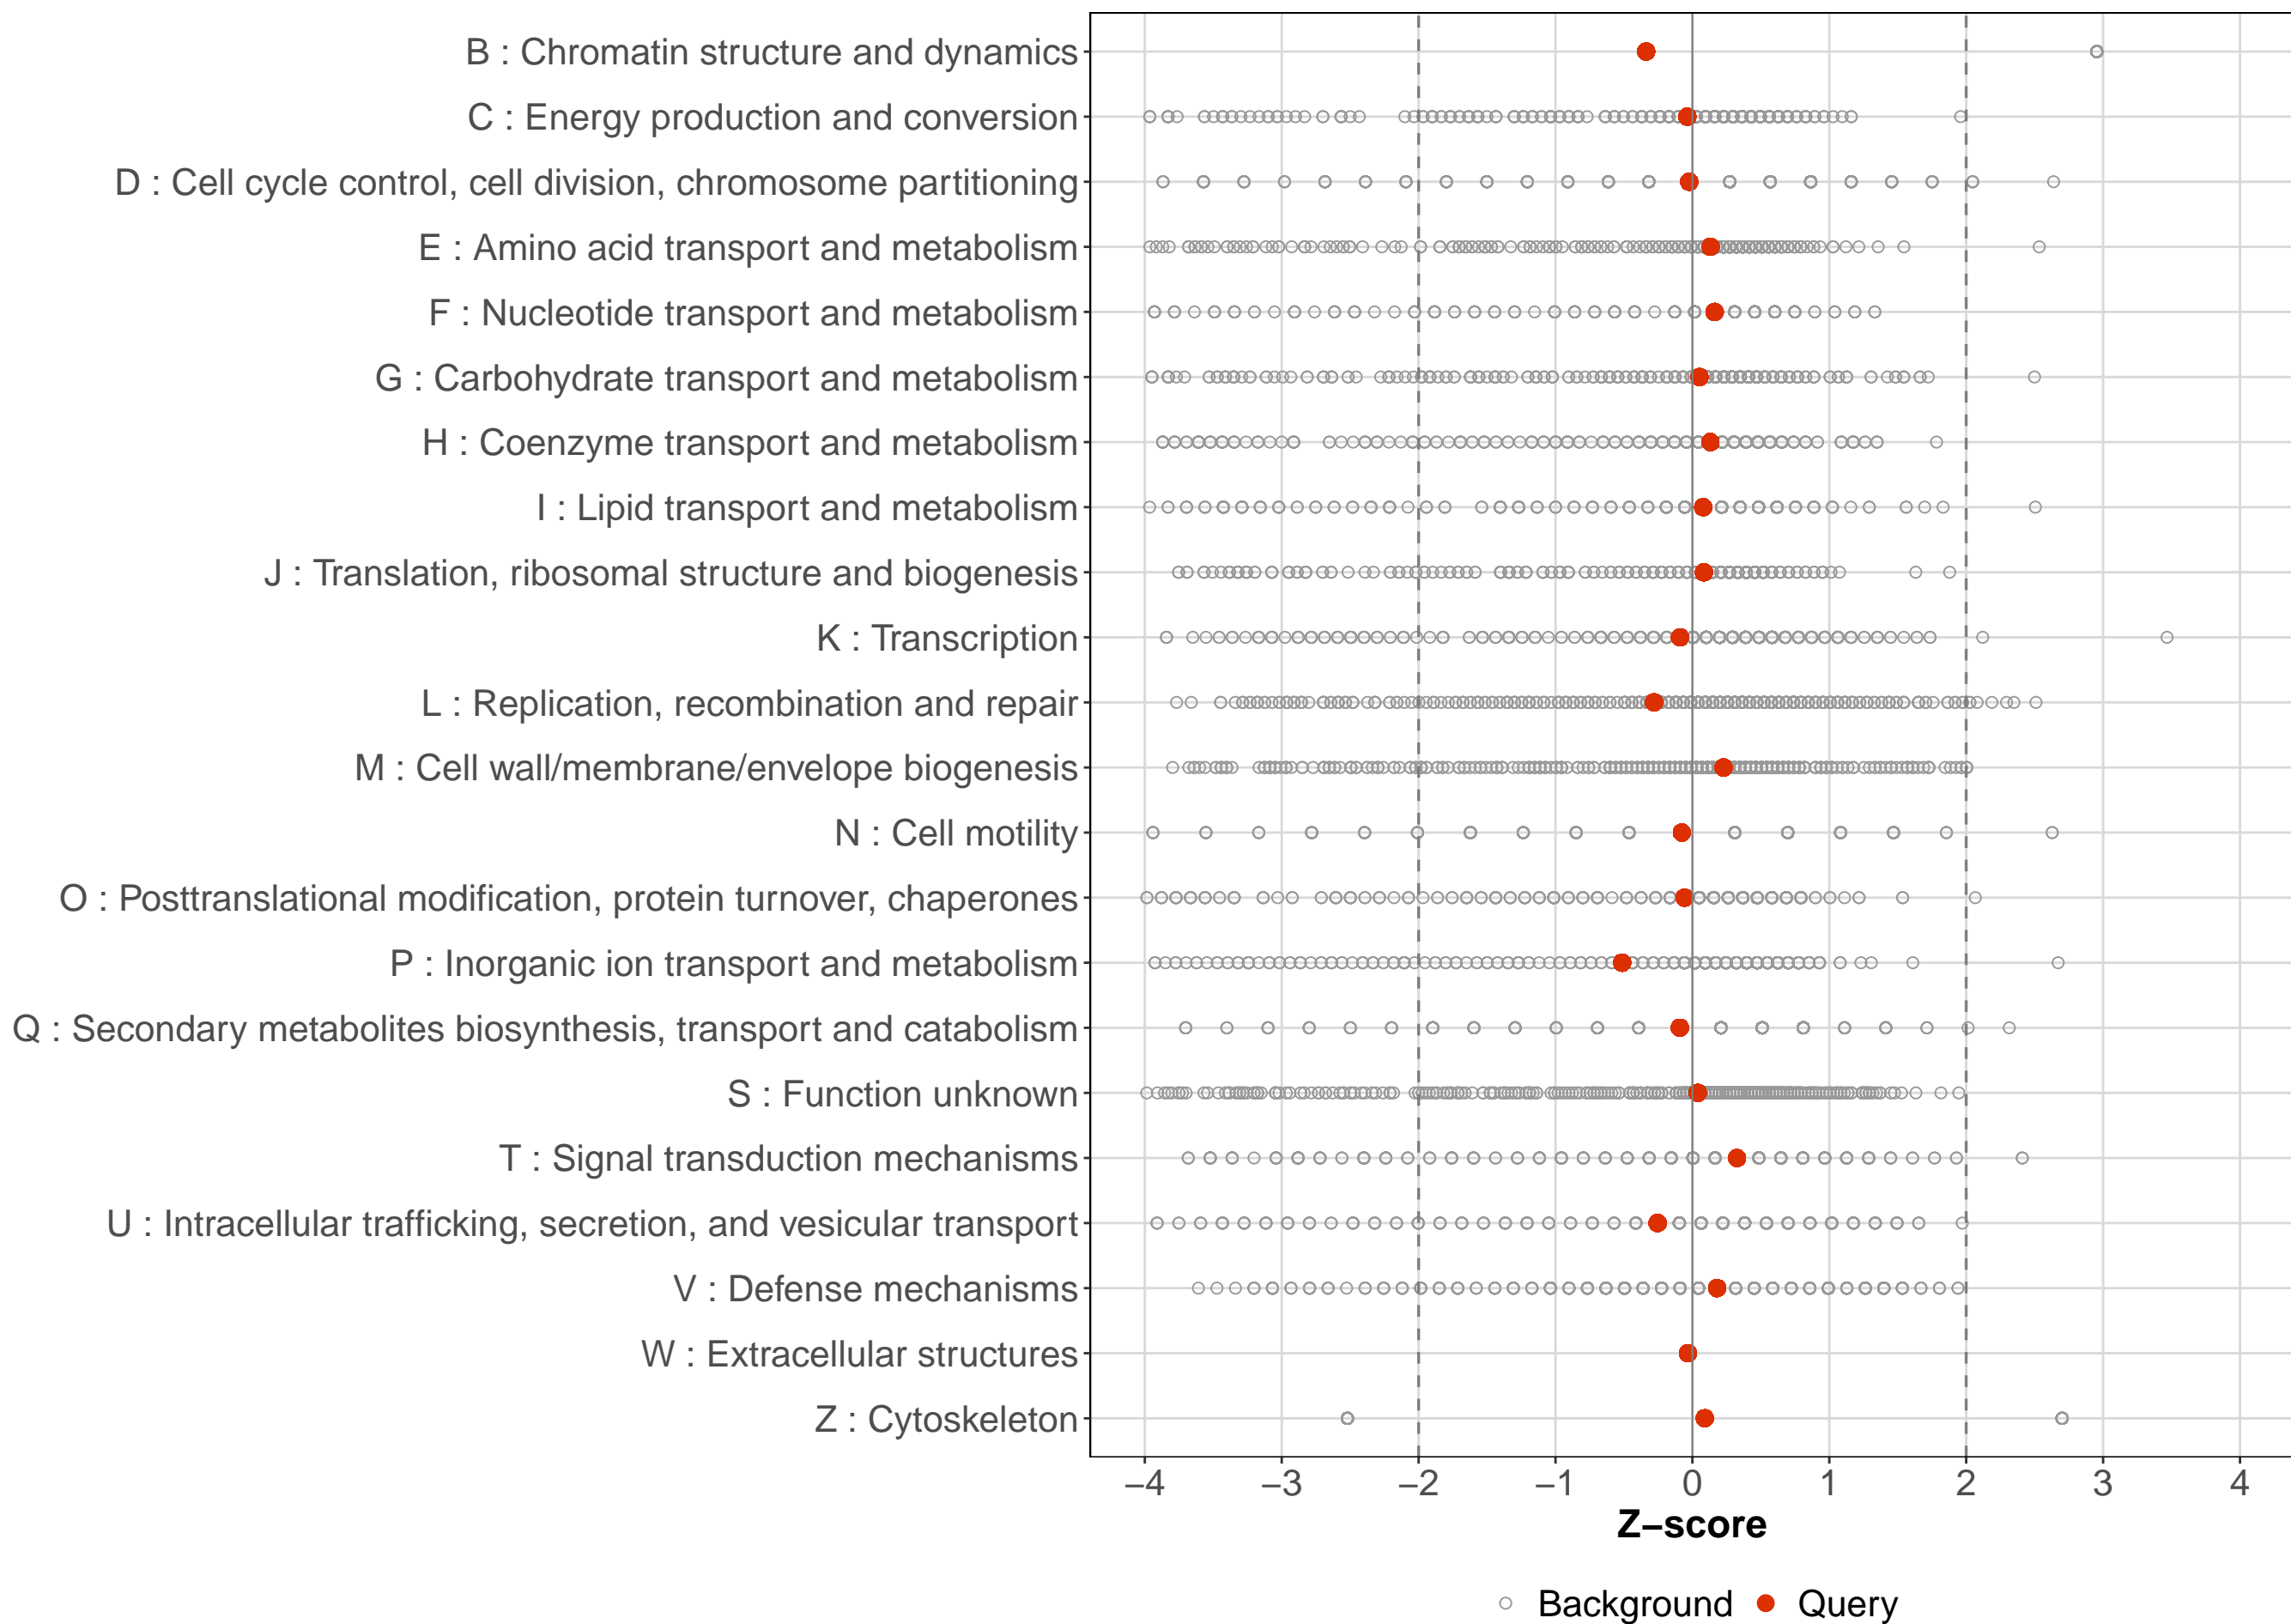 B : Chromatin structure and dynamics
C : Energy production and conversion
D : Cell cycle control, cell division, chromosome partitioning
E : Amino acid transport and metabolism
F : Nucleotide transport and metabolism
G : Carbohydrate transport and metabolism
H : Coenzyme transport and metabolism
I : Lipid transport and metabolism
J : Translation, ribosomal structure and biogenesis
K : Transcription
L : Replication, recombination and repair
M : Cell wall/membrane/envelope biogenesis
N : Cell motility
O : Posttranslational modification, protein turnover, chaperones
P : Inorganic ion transport and metabolism
Q : Secondary metabolites biosynthesis, transport and catabolism
S : Function unknown
T : Signal transduction mechanisms
U : Intracellular trafficking, secretion, and vesicular transport
V : Defense mechanisms
W : Extracellular structures
Z : Cytoskeleton
−4 −3 −2 −1 0 1 2 3 4
Z−score
Background Query